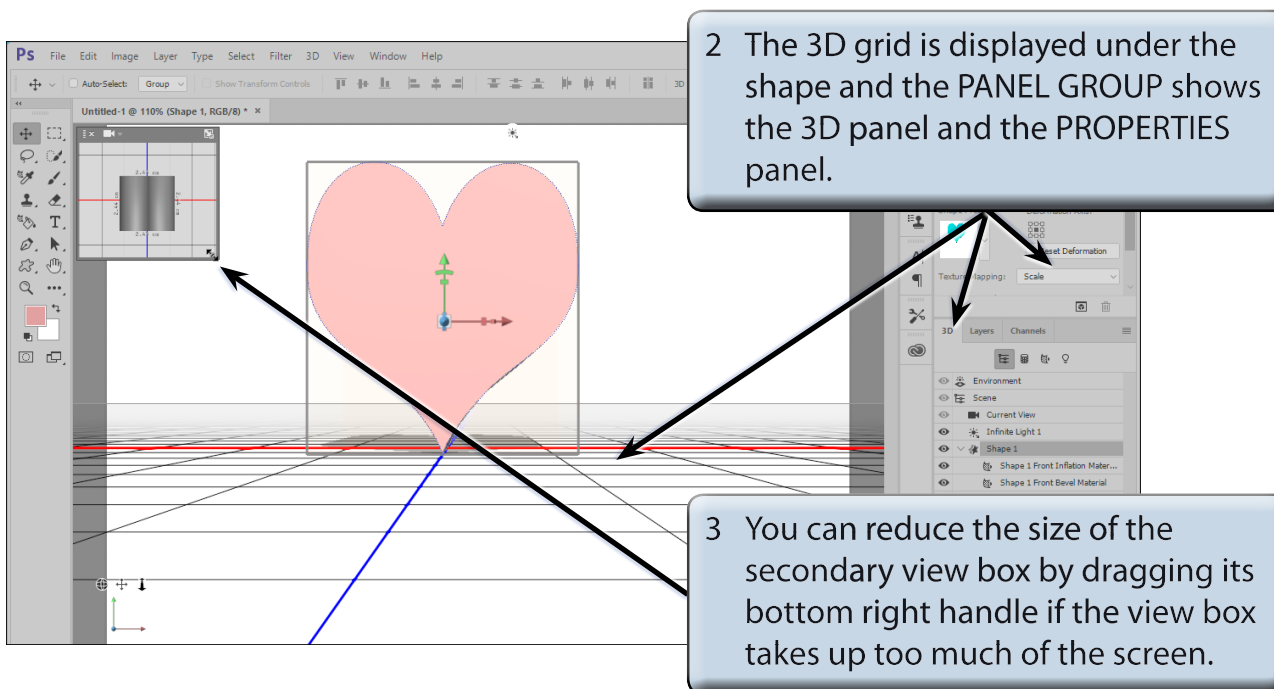 2 The 3D grid is displayed under the
shape and the PANEL GROUP shows
the 3D panel and the PROPERTIES
panel.
Ps File Edit Image Layer Type Select Filter 3D View Window Help
Auto-Select: Group Show Transform Controls 3D
Untitled-1 @ 110% (Shape 1, RGB/8) * ×
Reset Deformation
Texture Mapping: Scale
3D Layers Channels
Environment
Scene
Current View
Infinite Light 1
Shape 1
Shape 1 Front Inflation Mater...
Shape 1 Front Bevel Material
3 You can reduce the size of the
secondary view box by dragging its
bottom right handle if the view box
takes up too much of the screen.